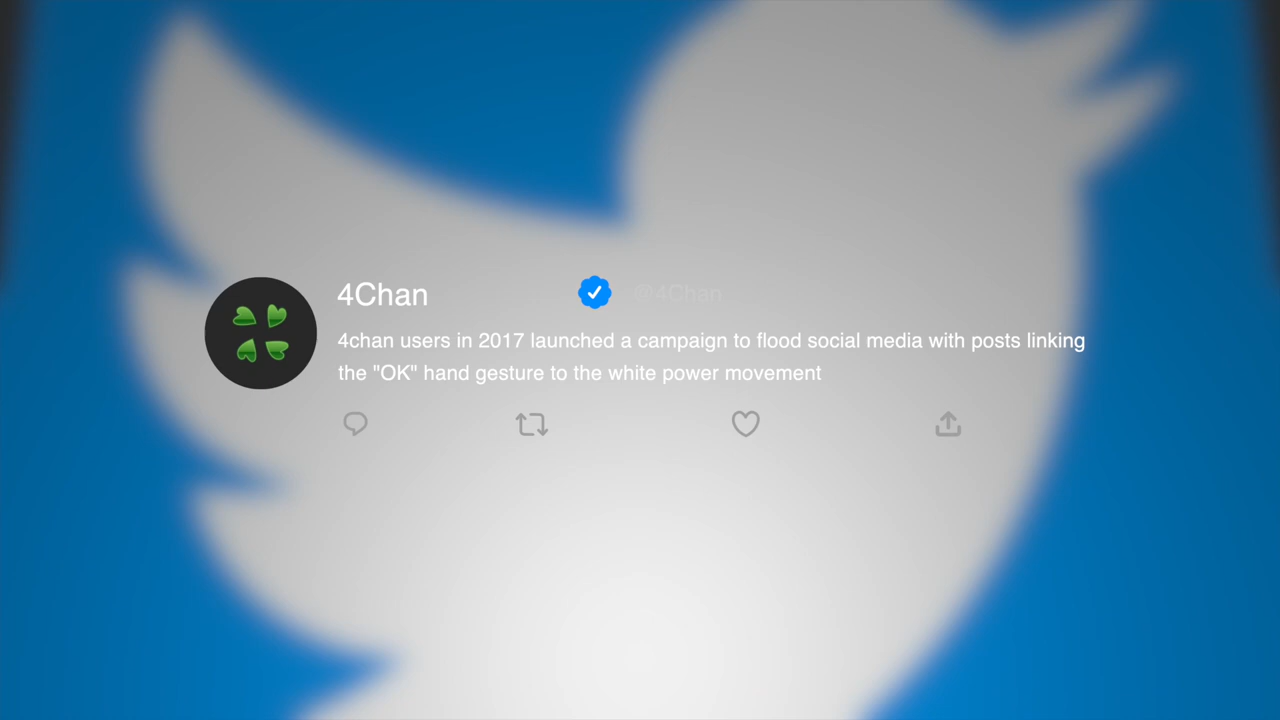 4Chan @4Chan
4chan users in 2017 launched a campaign to flood social media with posts linking
the "OK" hand gesture to the white power movement